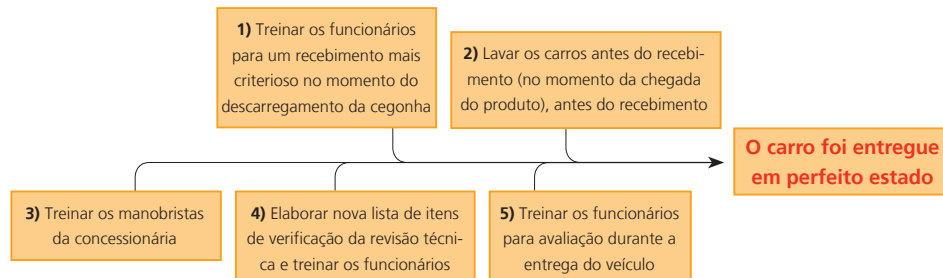 1) Treinar os funcionários
para um recebimento mais
criterioso no momento do
descarregamento da cegonha
2) Lavar os carros antes do recebi-
mento (no momento da chegada
do produto), antes do recebimento
O carro foi entregue
em perfeito estado
3) Treinar os manobristas
da concessionária
4) Elaborar nova lista de itens
de verificação da revisão técni-
ca e treinar os funcionários
5) Treinar os funcionários
para avaliação durante a
entrega do veículo